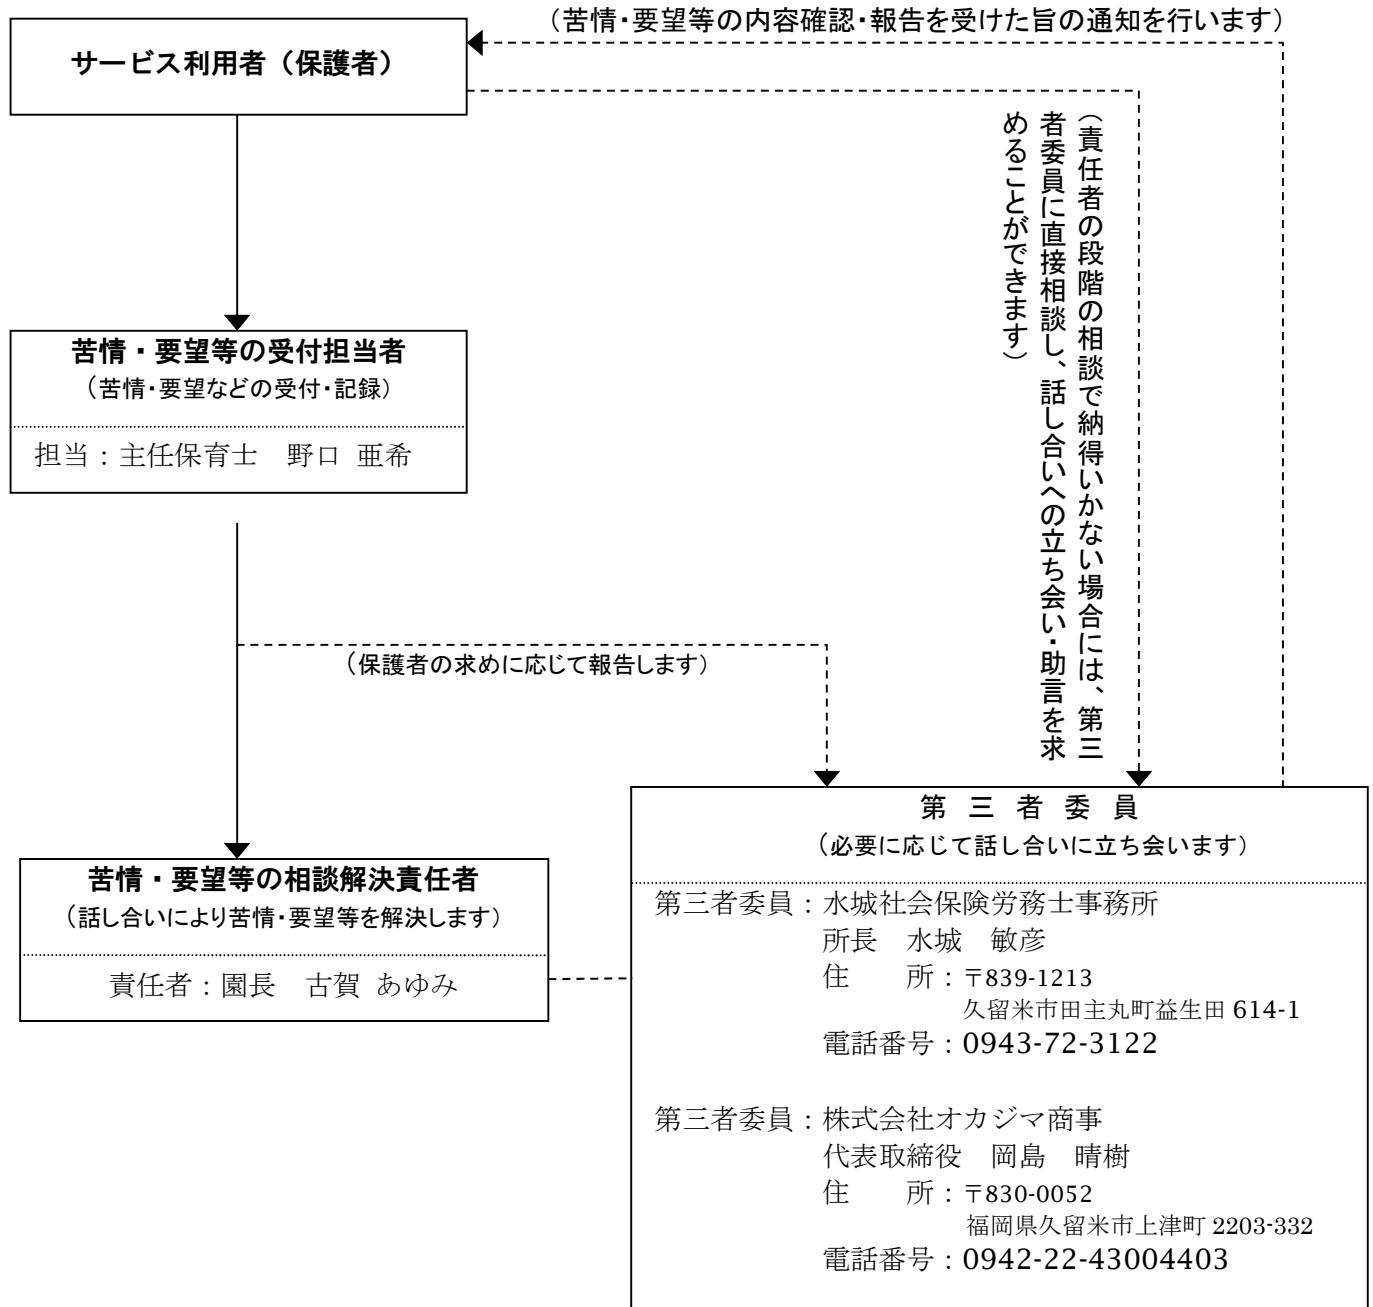 （苦情・要望等の内容確認・報告を受けた旨の通知を行います）
サービス利用者（保護者）
（責任者の段階の相談で納得いかない場合には、第三
者委員に直接相談し、話し合いへの立ち会い・助言を求
めることができます）
苦情・要望等の受付担当者
（苦情・要望などの受付・記録）
担当：主任保育士　野口 亜希
（保護者の求めに応じて報告します）
苦情・要望等の相談解決責任者
（話し合いにより苦情・要望等を解決します）
責任者：園長　古賀 あゆみ
第 三 者 委 員
（必要に応じて話し合いに立ち会います）
第三者委員：水城社会保険労務士事務所
所長　水城　敏彦
住　　所：〒839-1213
久留米市田主丸町益生田 614-1
電話番号：0943-72-3122
第三者委員：株式会社オカジマ商事
代表取締役　岡島　晴樹
住　　所：〒830-0052
福岡県久留米市上津町 2203-332
電話番号：0942-22-43004403